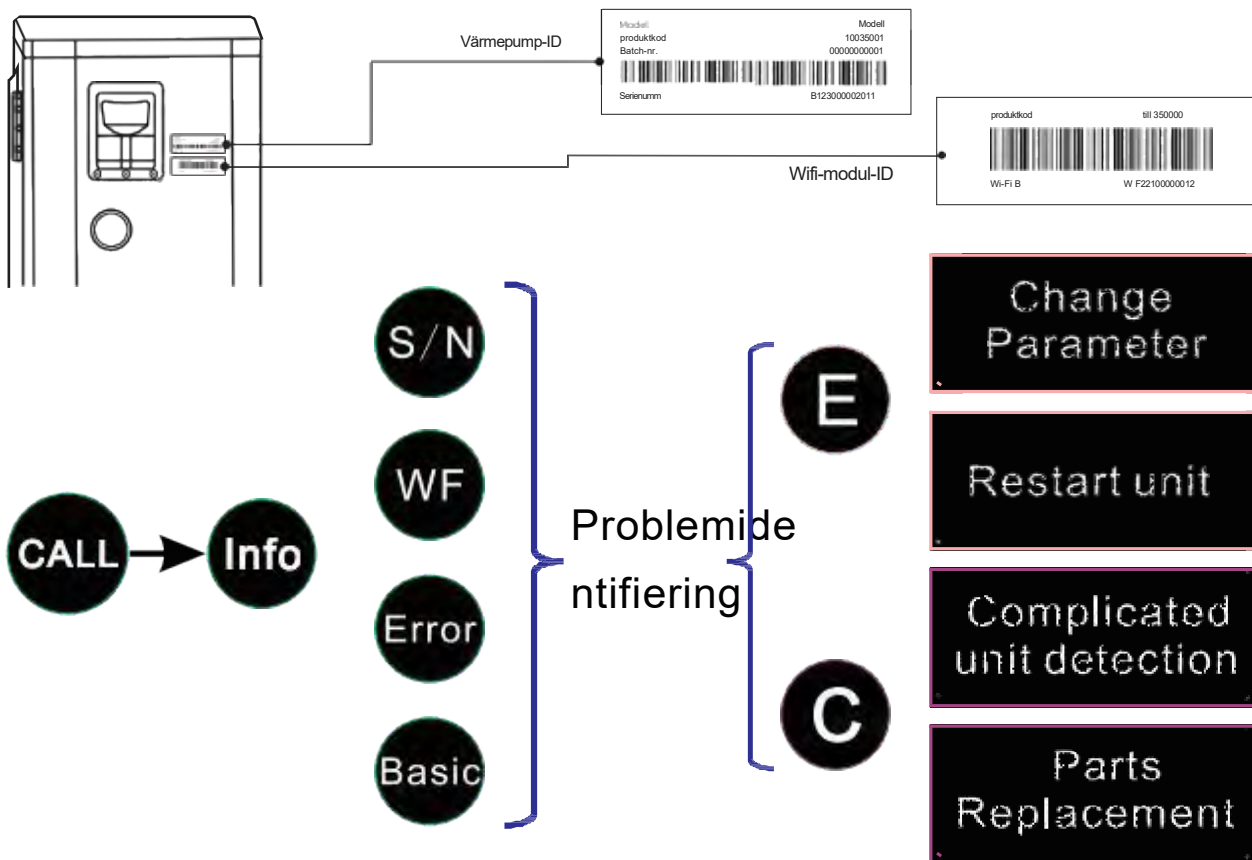 Värmepump-ID
Modell Modell
produktkod 10035001
Batch-nr. 00000000001
Serienumm B123000002011
Wifi-modul-ID
produktkod till 350000
Wi-Fi B W F22100000012
CALL
Info
S/N
WF
Error
Basic
Problemide
ntifiering
E
C
Change
Parameter
Restart unit
Complicated
unit detection
Parts
Replacement